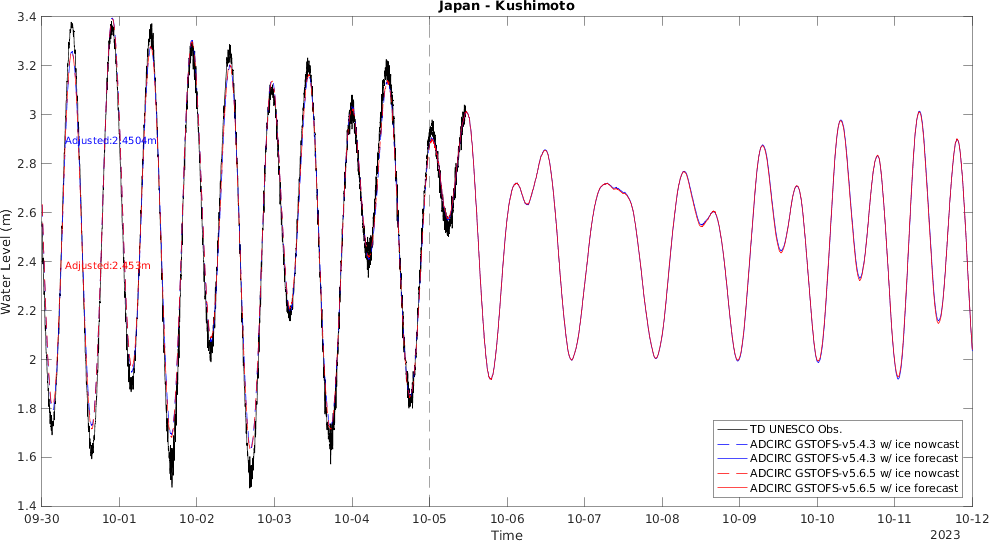 Japan - Kushimoto
3.4
3.2
3
2.8
2.6
2.4
2.2
2
1.8
1.6
1.4
Water Level (m)
Adjusted:2.4504m
Adjusted:2.453m
TD UNESCO Obs.
ADCIRC GSTOFS-v5.4.3 w/ ice nowcast
ADCIRC GSTOFS-v5.4.3 w/ ice forecast
ADCIRC GSTOFS-v5.6.5 w/ ice nowcast
ADCIRC GSTOFS-v5.6.5 w/ ice forecast
09-30 10-01 10-02 10-03 10-04 10-05 10-06 10-07 10-08 10-09 10-10 10-11 10-12
Time
2023